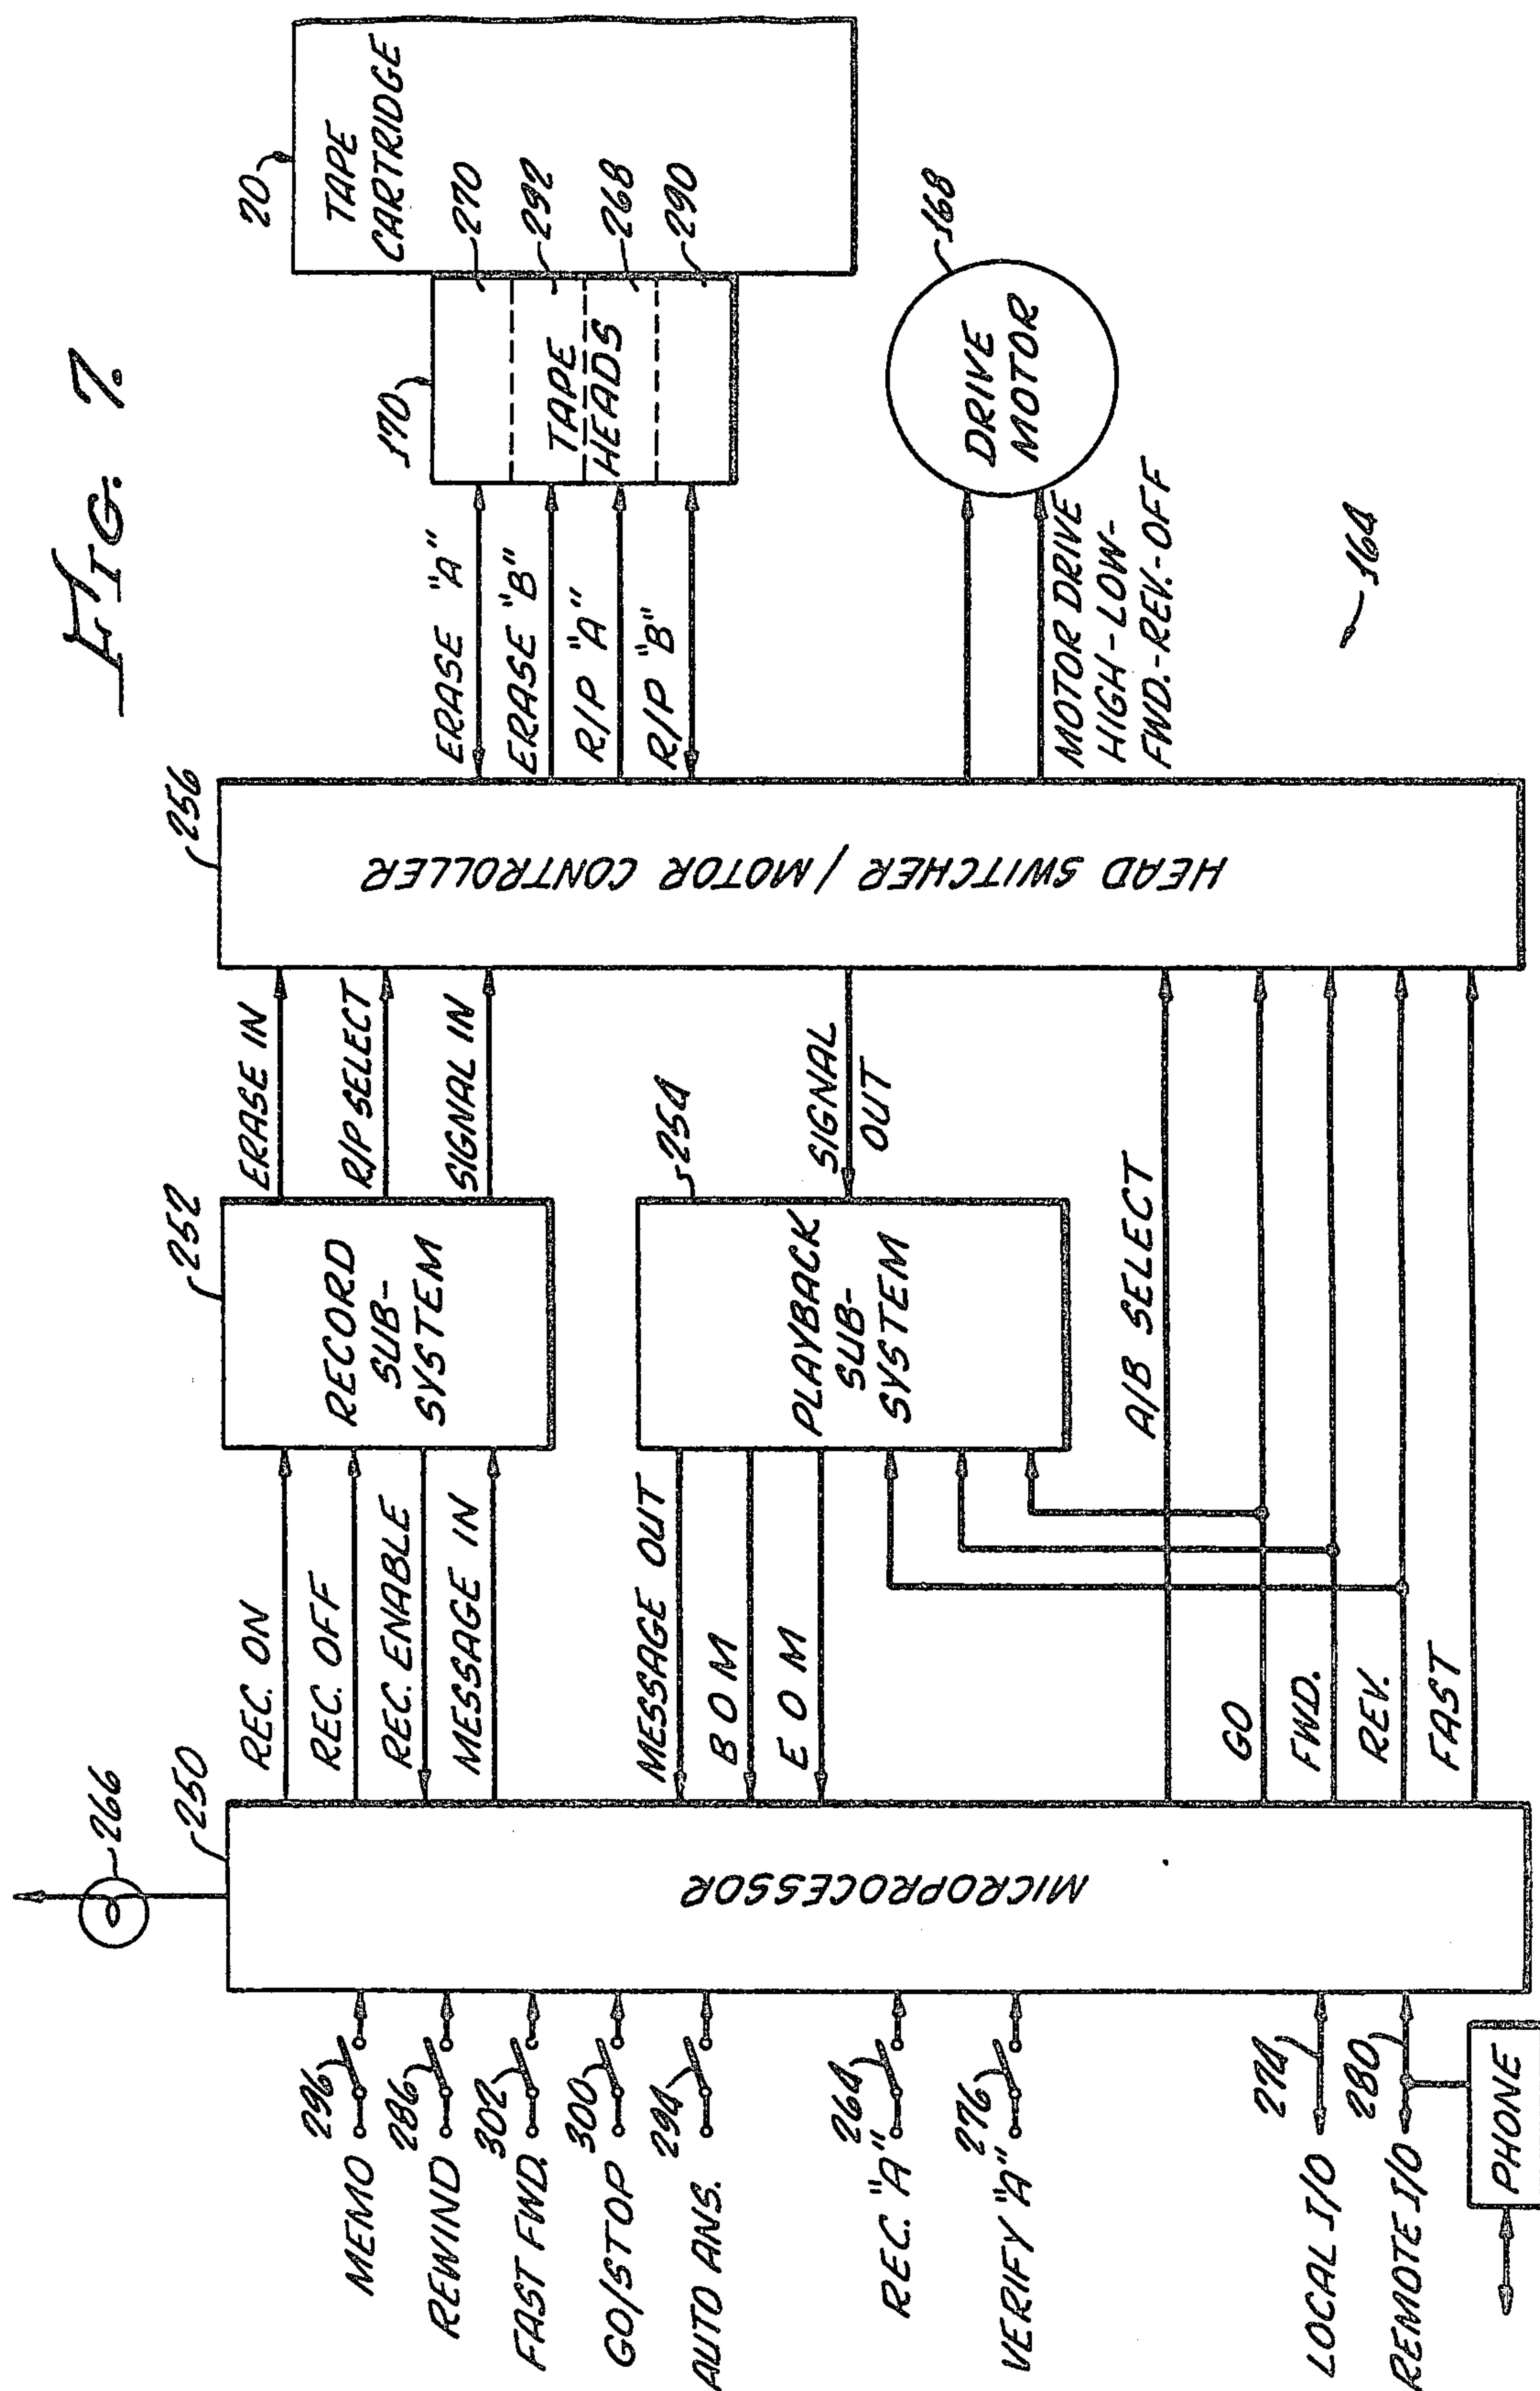 FIG. 7.
MEMO
296
REWIND
286
FAST FWD.
302
GO/STOP
300
AUTO ANS.
294
REC. "A"
264
VERIFY "A"
276
LOCAL I/O
274
REMOTE I/O
280
PHONE
266
250
MICROPROCESSOR
REC. ON
REC. OFF
REC. ENABLE
MESSAGE IN
MESSAGE OUT
B O M
E O M
A/B SELECT
GO
FWD.
REV.
FAST
252
RECORD
SUB-
SYSTEM
254
PLAYBACK
SUB-
SYSTEM
ERASE IN
R/P SELECT
SIGNAL IN
SIGNAL
OUT
256
HEAD SWITCHER / MOTOR CONTROLLER
ERASE "A"
ERASE "B"
R/P "A"
R/P "B"
MOTOR DRIVE
HIGH-LOW-
FWD.-REV.-OFF
170
TAPE
HEADS
20
TAPE
CARTRIDGE
270
292
268
290
168
DRIVE
MOTOR
164